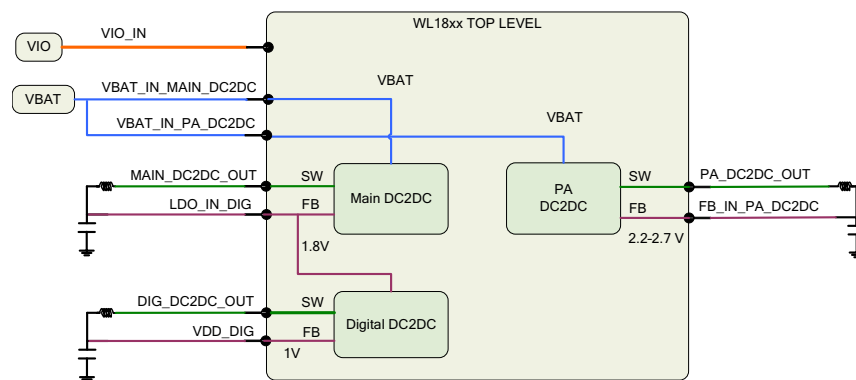 WL18xx TOP LEVEL
VIO
VIO_IN
VBAT
VBAT_IN_MAIN_DC2DC
VBAT_IN_PA_DC2DC
VBAT
VBAT
MAIN_DC2DC_OUT
SW
LDO_IN_DIG
FB
Main DC2DC
1.8V
PA
DC2DC
SW
PA_DC2DC_OUT
FB
FB_IN_PA_DC2DC
2.2-2.7 V
DIG_DC2DC_OUT
SW
VDD_DIG
FB
Digital DC2DC
1V